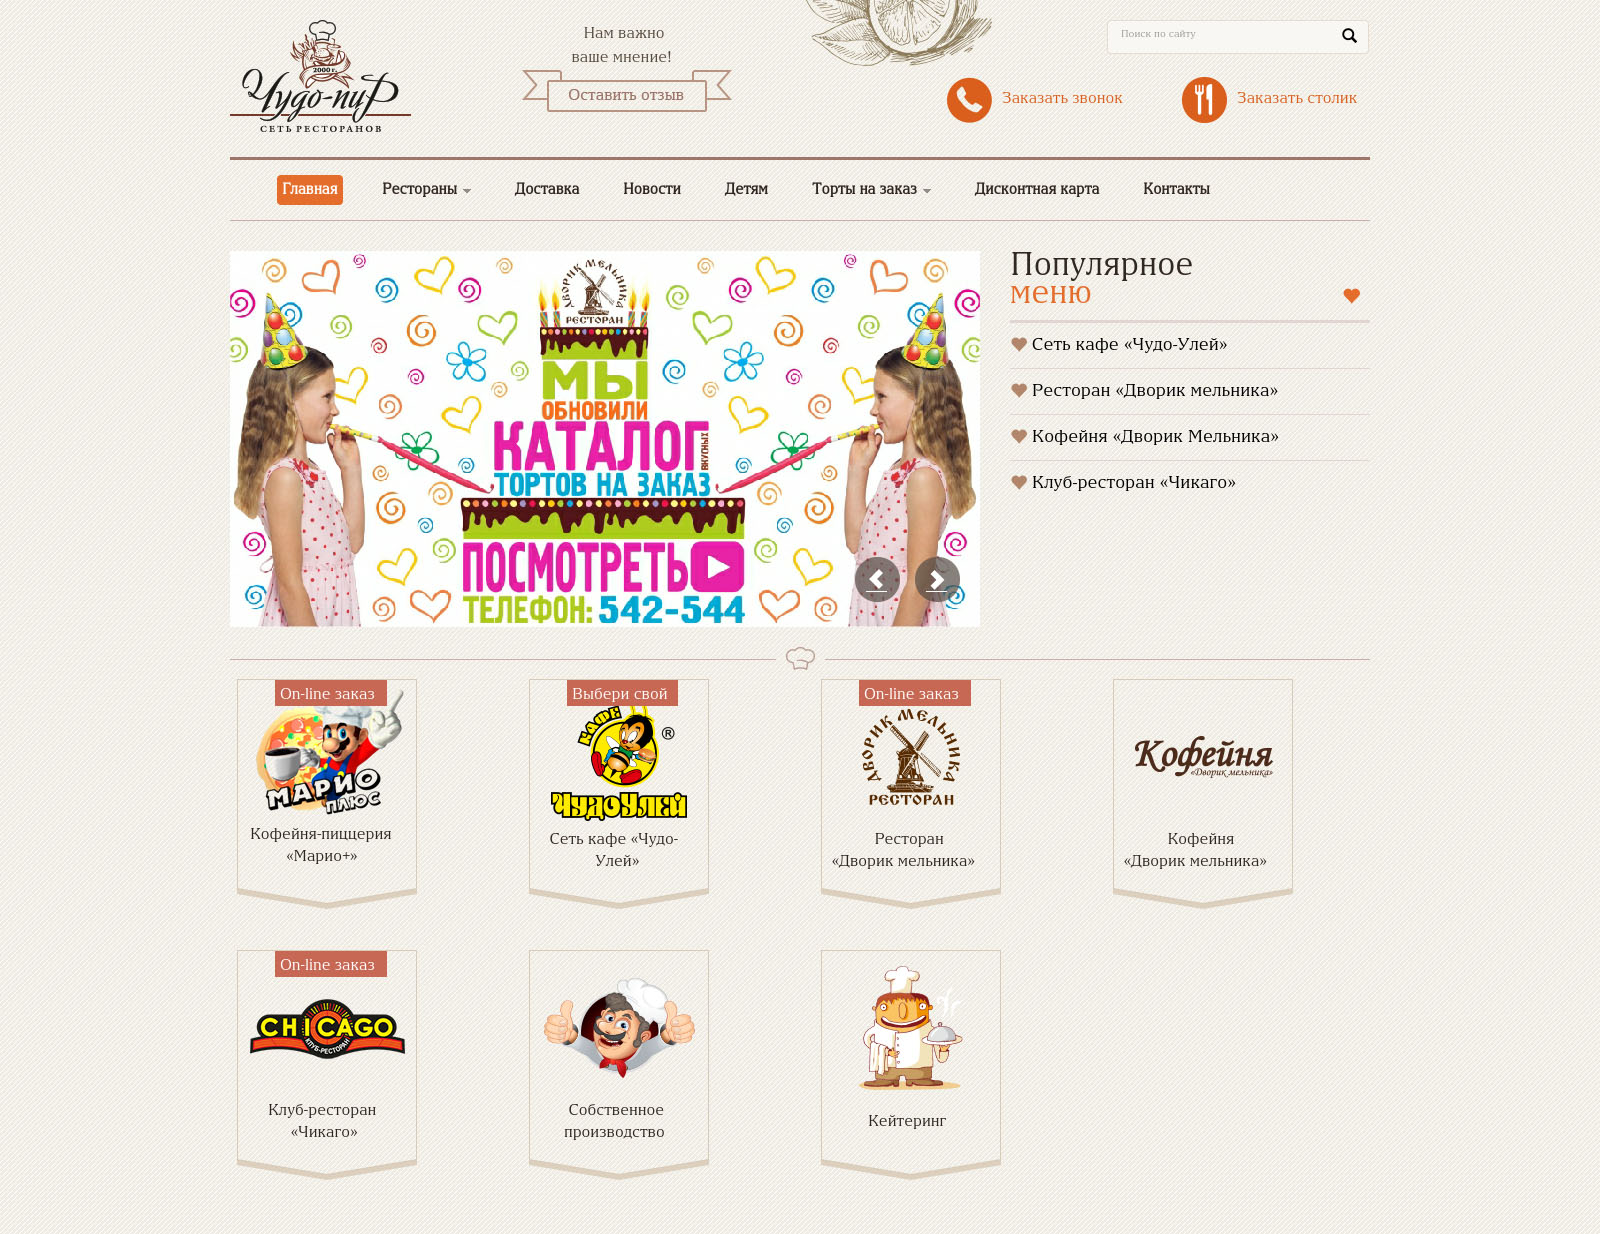 2000 г.
Чудо-пир
СЕТЬ РЕСТОРАНОВ
Нам важно
ваше мнение!
Оставить отзыв
Поиск по сайту
Заказать звонок
Заказать столик
Главная
Рестораны
Доставка
Новости
Детям
Торты на заказ
Дисконтная карта
Контакты
ДВОРИК МЕЛЬНИКА
РЕСТОРАН
МЫ
ОБНОВИЛИ
КАТАЛОГ
ВКУСНЫХ
ТОРТОВ НА ЗАКАЗ
ПОСМОТРЕТЬ
ТЕЛЕФОН: 542-544
Популярное
меню
Сеть кафе «Чудо-Улей»
Ресторан «Дворик мельника»
Кофейня «Дворик Мельника»
Клуб-ресторан «Чикаго»
On-line заказ
МАРИО
ПЛЮС
Кофейня-пиццерия
«Марио+»
Выбери свой
КАФЕ
®
ЧУДОУЛЕЙ
Сеть кафе «Чудо-
Улей»
On-line заказ
ДВОРИК МЕЛЬНИКА
РЕСТОРАН
Ресторан
«Дворик мельника»
Кофейня
«Дворик мельника»
Кофейня
«Дворик мельника»
On-line заказ
CHICAGO
КЛУБ-РЕСТОРАН
Клуб-ресторан
«Чикаго»
Собственное
производство
Кейтеринг